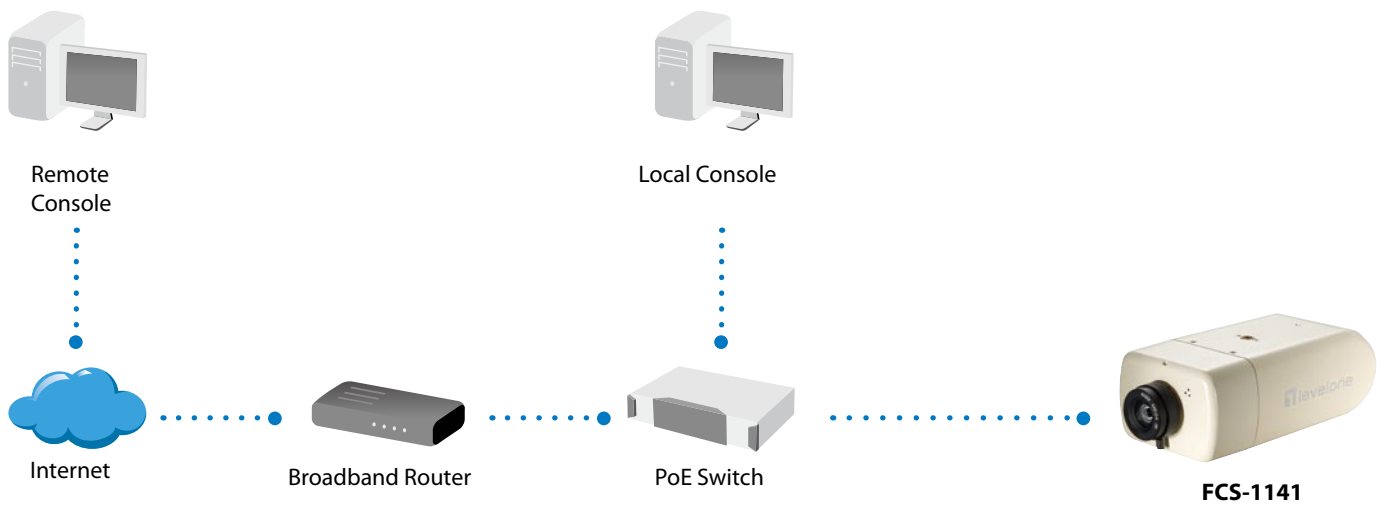 Remote
Console
Local Console
levelone
Internet
Broadband Router
PoE Switch
FCS-1141